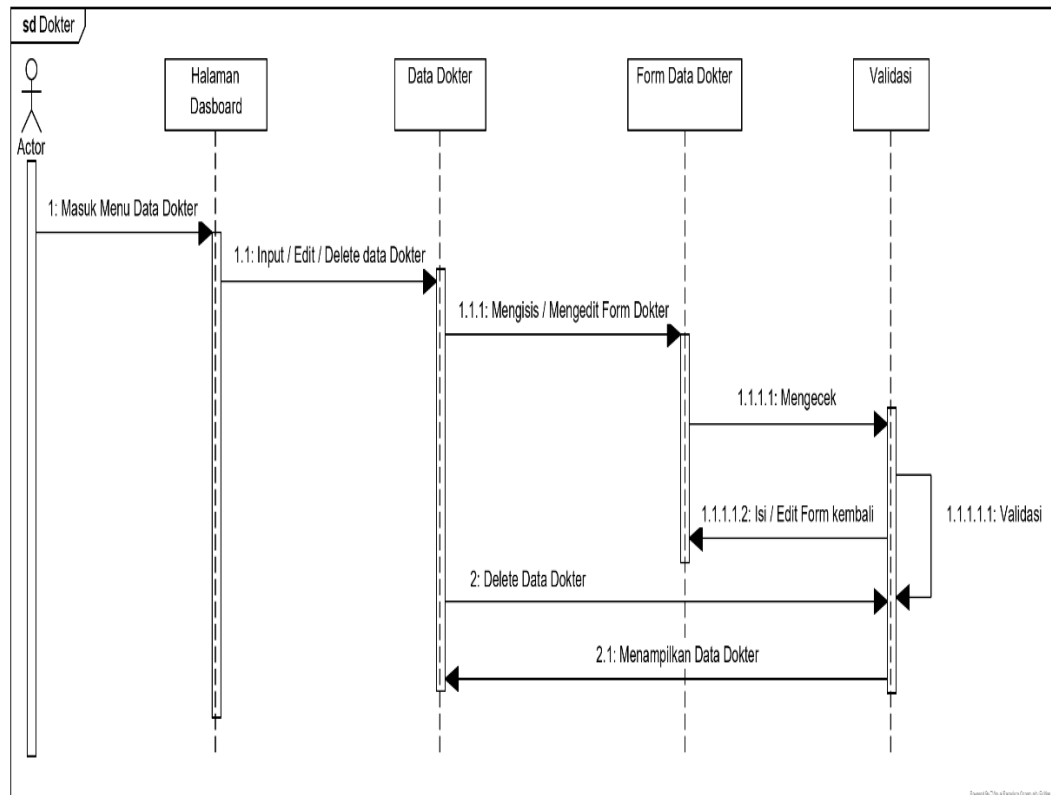 sd Dokter
Actor
Halaman
Dasboard
Data Dokter
Form Data Dokter
Validasi
1: Masuk Menu Data Dokter
1.1: Input / Edit / Delete data Dokter
1.1.1: Mengisis / Mengedit Form Dokter
1.1.1.1: Mengecek
1.1.1.1.1: Validasi
1.1.1.1.2: Isi / Edit Form kembali
2: Delete Data Dokter
2.1: Menampilkan Data Dokter